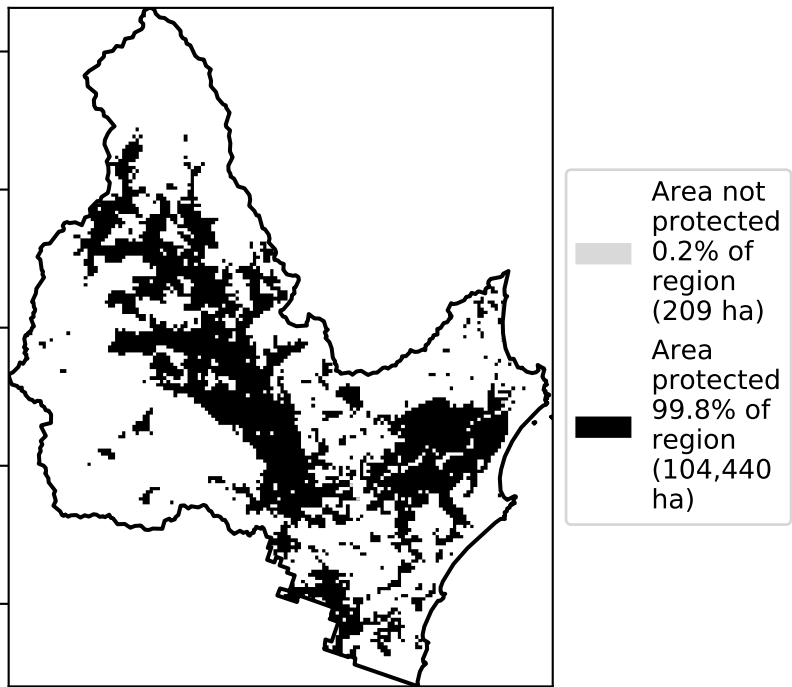 Area not
protected
0.2% of
region
(209 ha)
Area
protected
99.8% of
region
(104,440
ha)